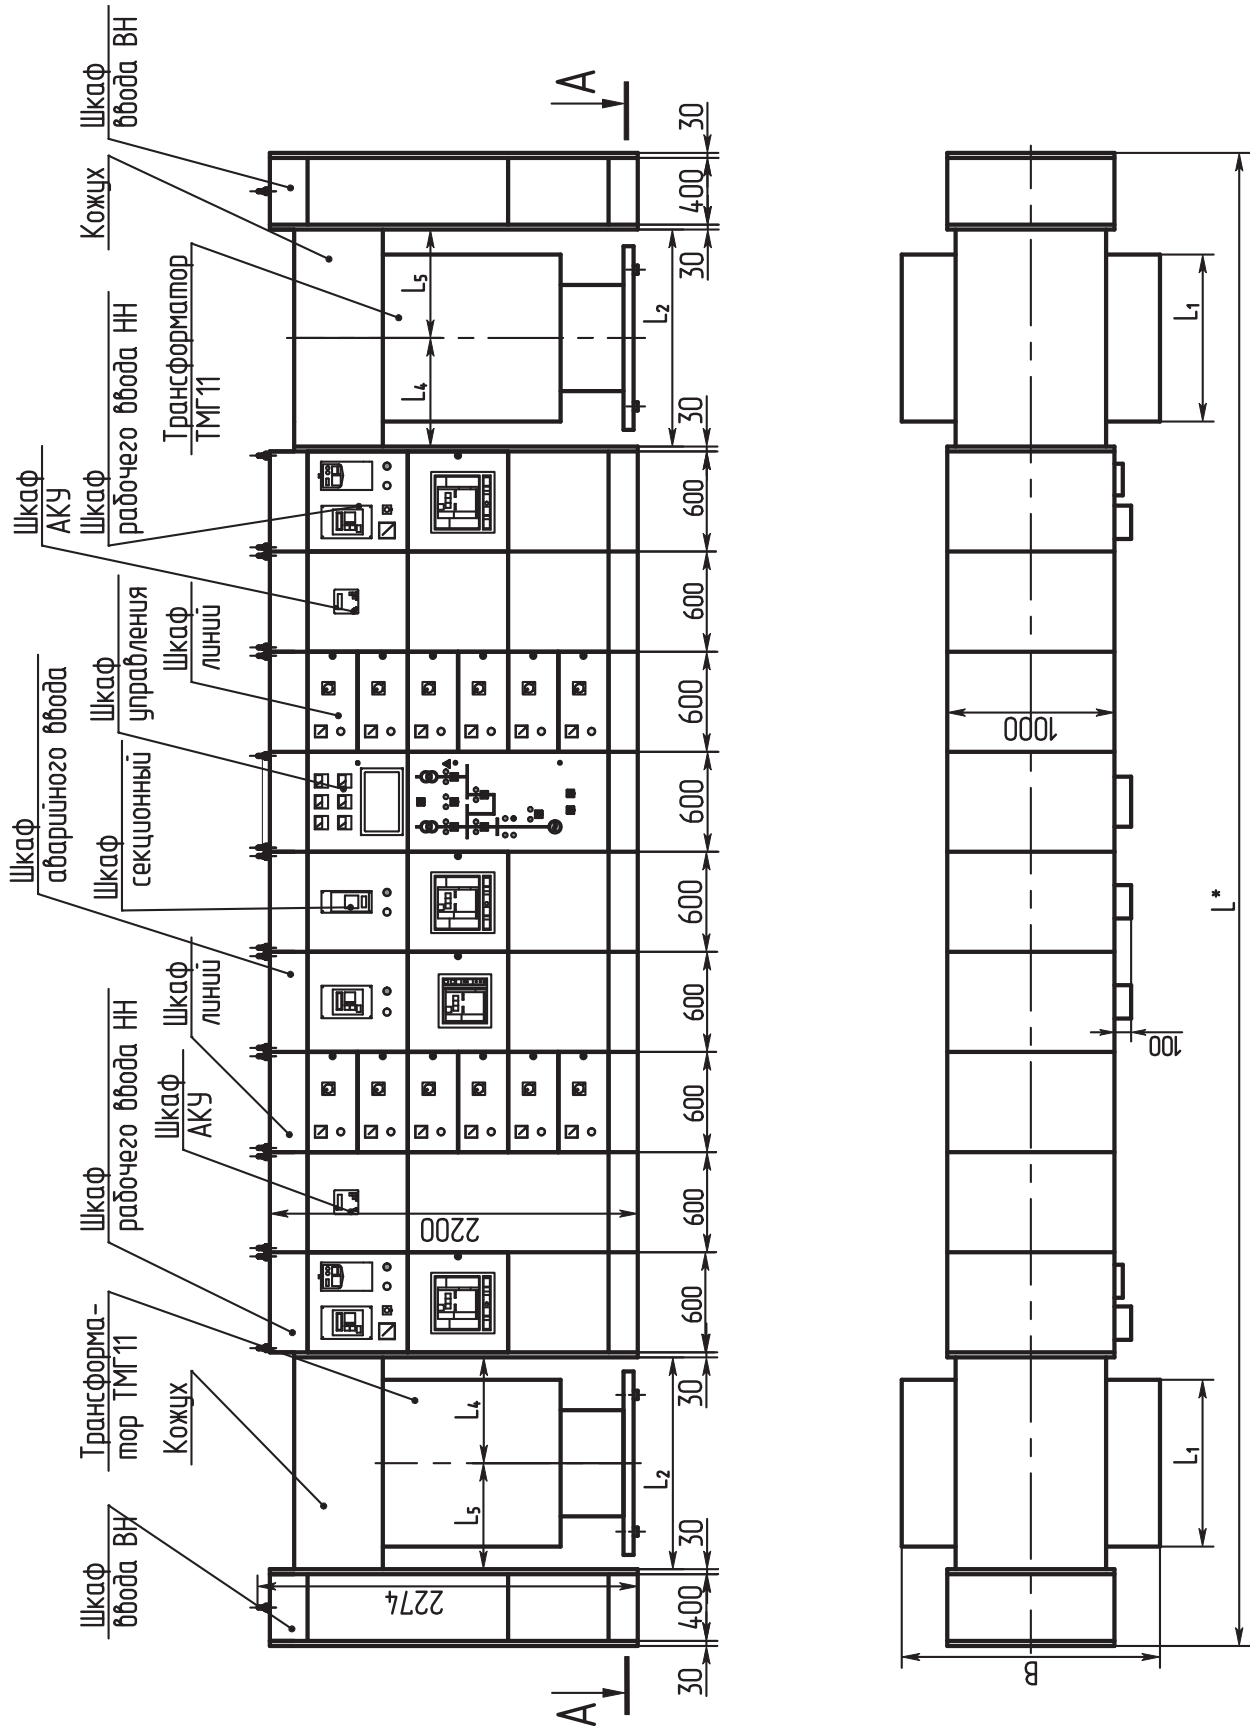 Шкаф
ввода ВН
Кожух
Трансформа-
тор ТМГ11
Шкаф
рабочего ввода НН
Шкаф
АКУ
Шкаф
линий
Шкаф
аварийного ввода
Шкаф
секционный
Шкаф
управления
Шкаф
линий
Шкаф
АКУ
Шкаф
рабочего ввода НН
Трансформатор
ТМГ11
Кожух
Шкаф
ввода ВН
2274
2200
L5
L4
L4
L5
L2
L2
А
А
30
400
30
30
600
600
600
600
600
600
600
600
600
30
30
400
30
В
L1
100
1000
L1
L*